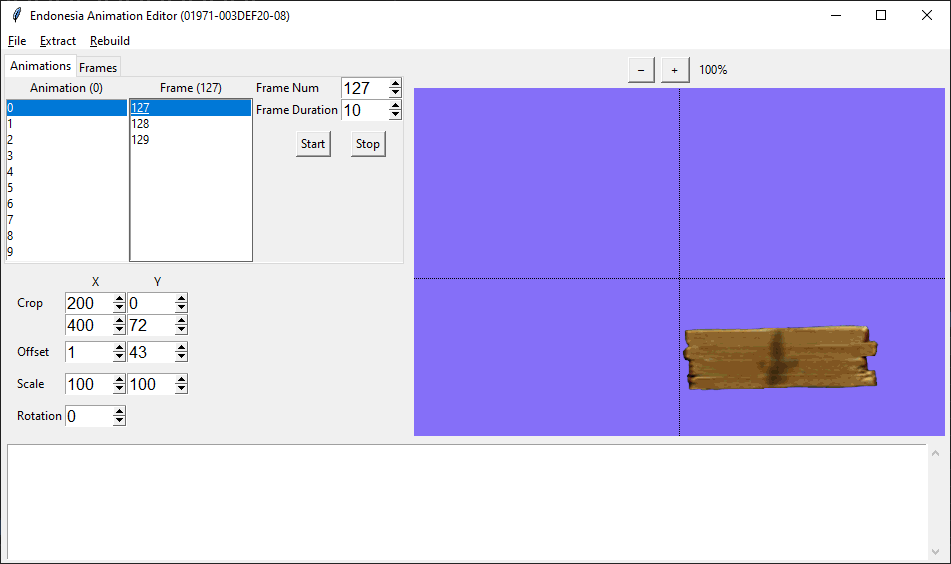 Endonesia Animation Editor (01971-003DEF20-08)
File Extract Rebuild
Animations Frames
− + 100%
Animation (0) Frame (127) Frame Num 127
Frame Duration 10
Start Stop
0 127
1 128
2 129
3
4
5
6
7
8
9
X Y
Crop 200 0
400 72
Offset 1 43
Scale 100 100
Rotation 0